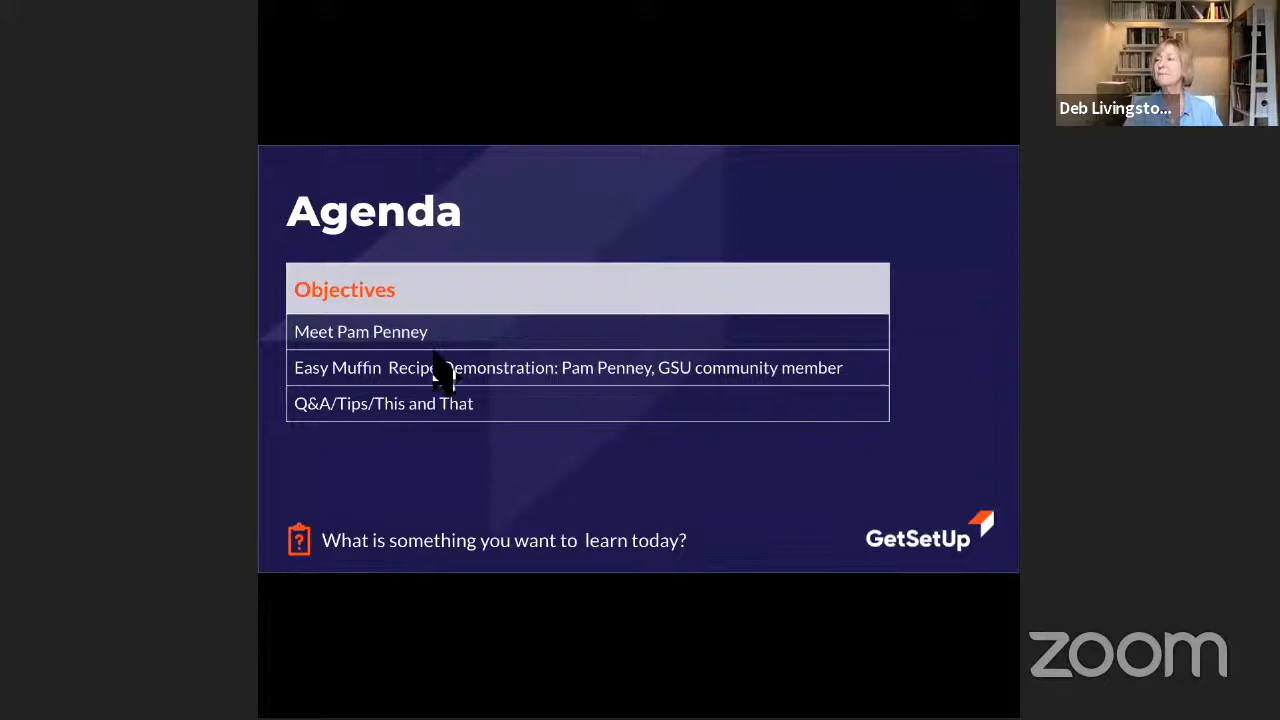 Deb Livingsto...
Agenda
Objectives
Meet Pam Penney
Easy Muffin Recipe Demonstration: Pam Penney, GSU community member
Q&A/Tips/This and That
What is something you want to learn today?
GetSetUp
zoom